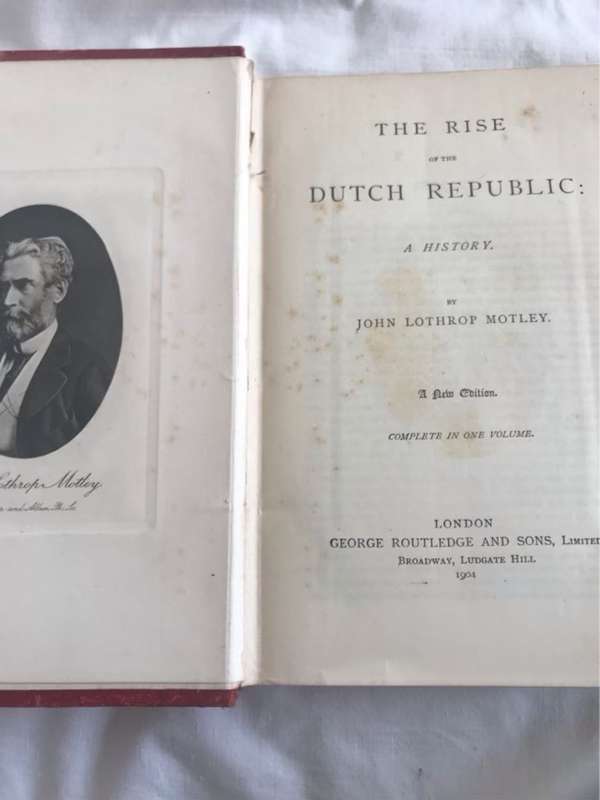 THE RISE
OF THE
DUTCH REPUBLIC:
A HISTORY.
BY
JOHN LOTHROP MOTLEY.
A New Edition.
COMPLETE IN ONE VOLUME.
LONDON
GEORGE ROUTLEDGE AND SONS, LIMITED
BROADWAY, LUDGATE HILL
1904
Motley